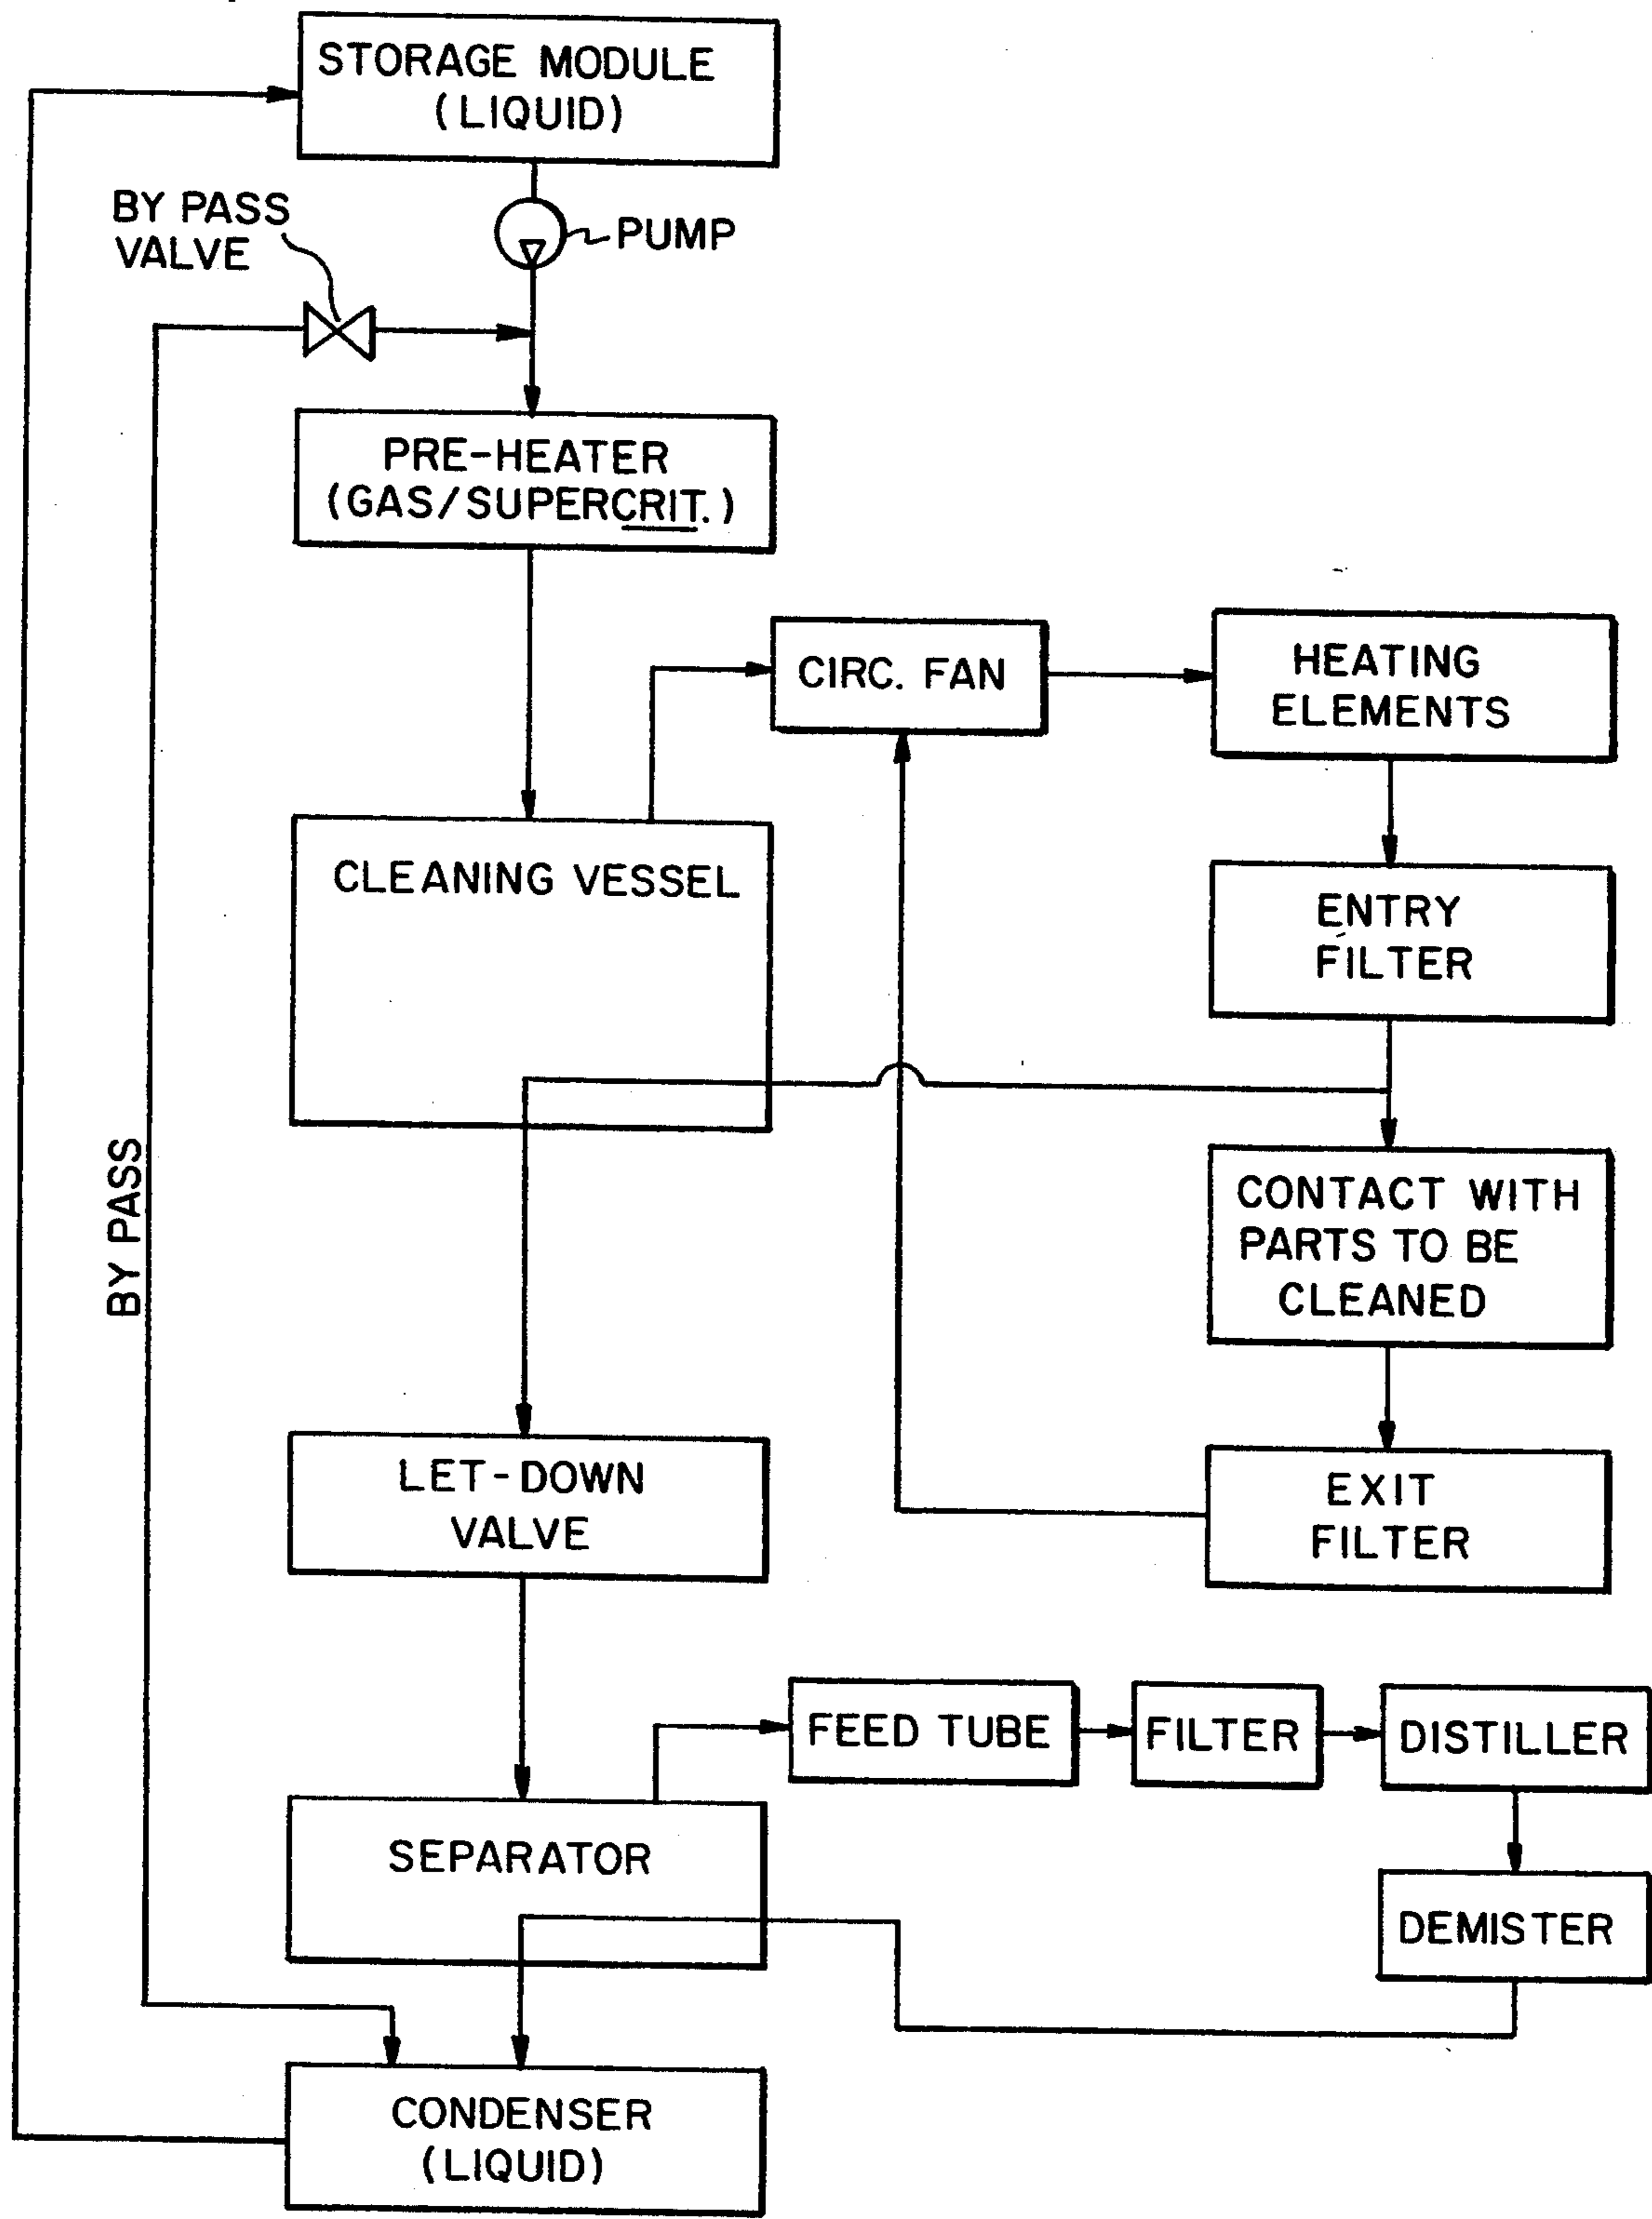 STORAGE MODULE
(LIQUID)
BY PASS
VALVE
PUMP
PRE-HEATER
(GAS/SUPERCRIT.)
CIRC. FAN
HEATING
ELEMENTS
CLEANING VESSEL
ENTRY
FILTER
BY PASS
CONTACT WITH
PARTS TO BE
CLEANED
LET-DOWN
VALVE
EXIT
FILTER
FEED TUBE
FILTER
DISTILLER
SEPARATOR
DEMISTER
CONDENSER
(LIQUID)